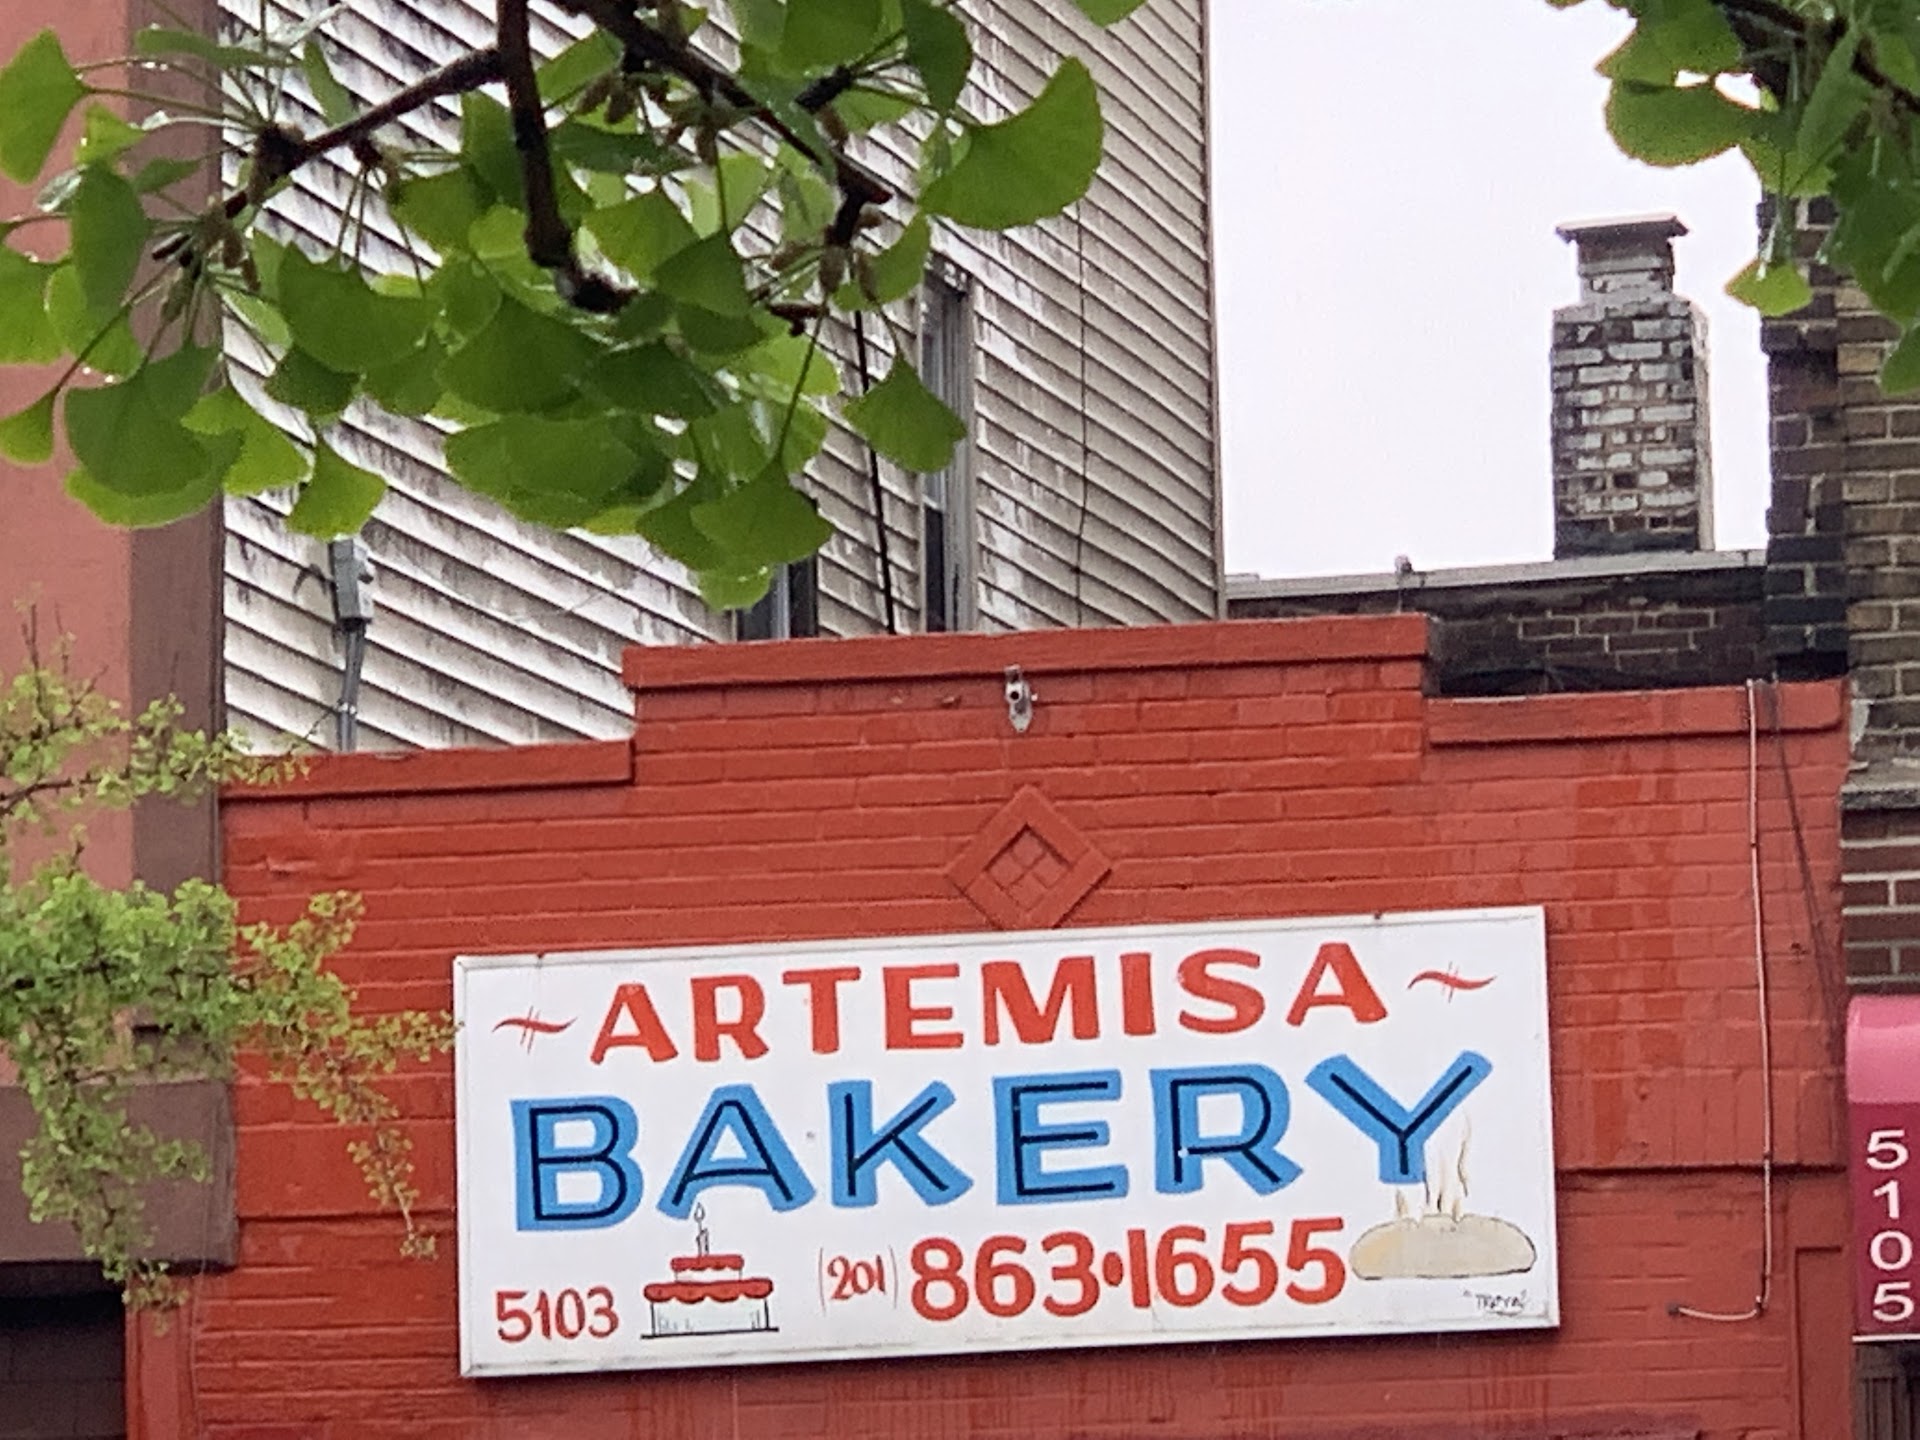 ~ARTEMISA~
BAKERY
5103 (201) 863•1655
5105